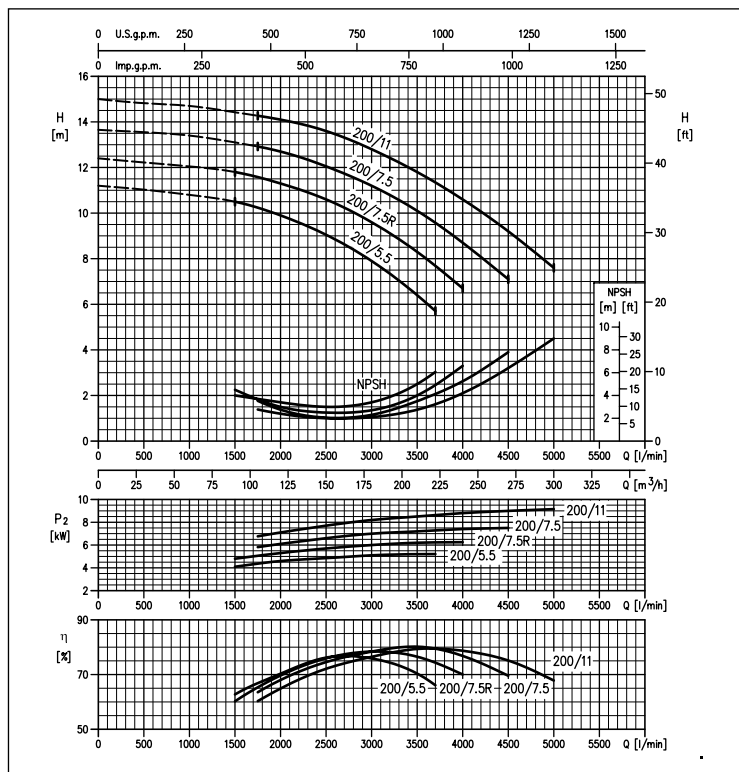 0 U.S.g.p.m. 250 500 750 1000 1250 1500
0 Imp.g.p.m. 250 500 750 1000 1250
H
[m]
16
14
12
10
8
6
4
2
0
H
[ft]
50
40
30
20
10
0
200/11
200/7.5
200/7.5R
200/5.5
NPSH
NPSH
[m] [ft]
10
8
6
4
2
30
25
20
15
10
5
0 500 1000 1500 2000 2500 3000 3500 4000 4500 5000 Q [l/min]
0 25 50 75 100 125 150 175 200 225 250 275 300 325 Q [m³/h]
P2
[kW]
10
8
6
4
2
200/11
200/7.5
200/7.5R
200/5.5
0 500 1000 1500 2000 2500 3000 3500 4000 4500 5000 5500 Q [l/min]
η
[%]
90
70
50
200/11
200/5.5 200/7.5R 200/7.5
0 500 1000 1500 2000 2500 3000 3500 4000 4500 5000 5500 Q [l/min]